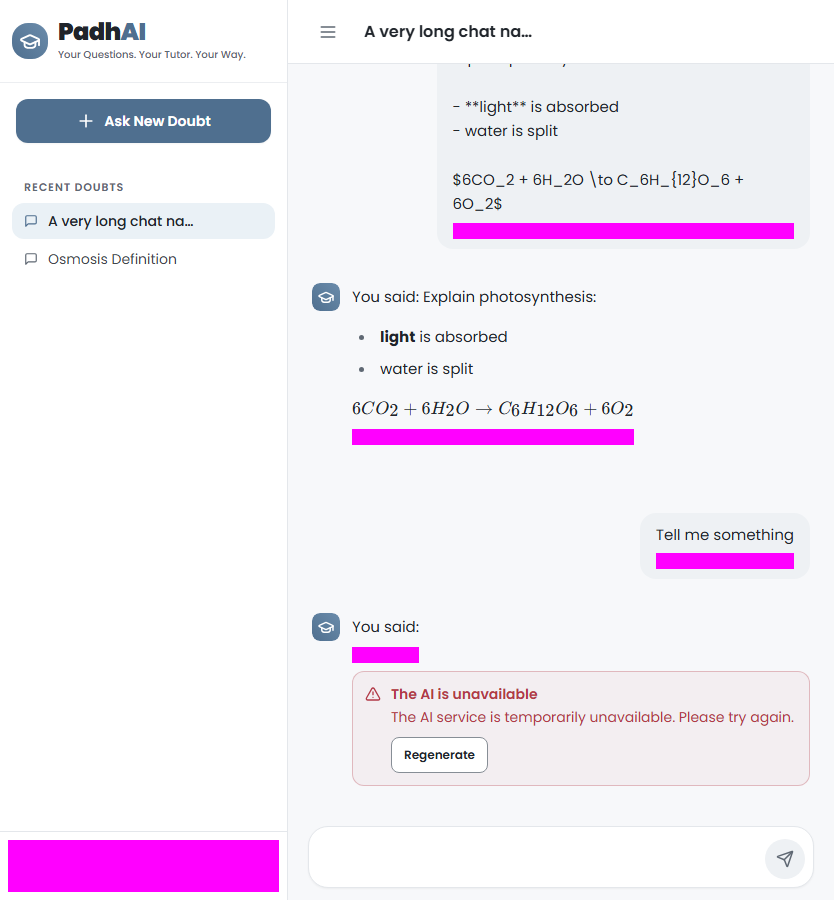 PadhAI
Your Questions. Your Tutor. Your Way.
Ask New Doubt
RECENT DOUBTS
A very long chat na...
Osmosis Definition
A very long chat na...
- **light** is absorbed
- water is split
$6CO_2 + 6H_2O \to C_6H_{12}O_6 +
6O_2$
You said: Explain photosynthesis:
• light is absorbed
• water is split
6CO2 + 6H2O → C6H12O6 + 6O2
Tell me something
You said:
The AI is unavailable
The AI service is temporarily unavailable. Please try again.
Regenerate